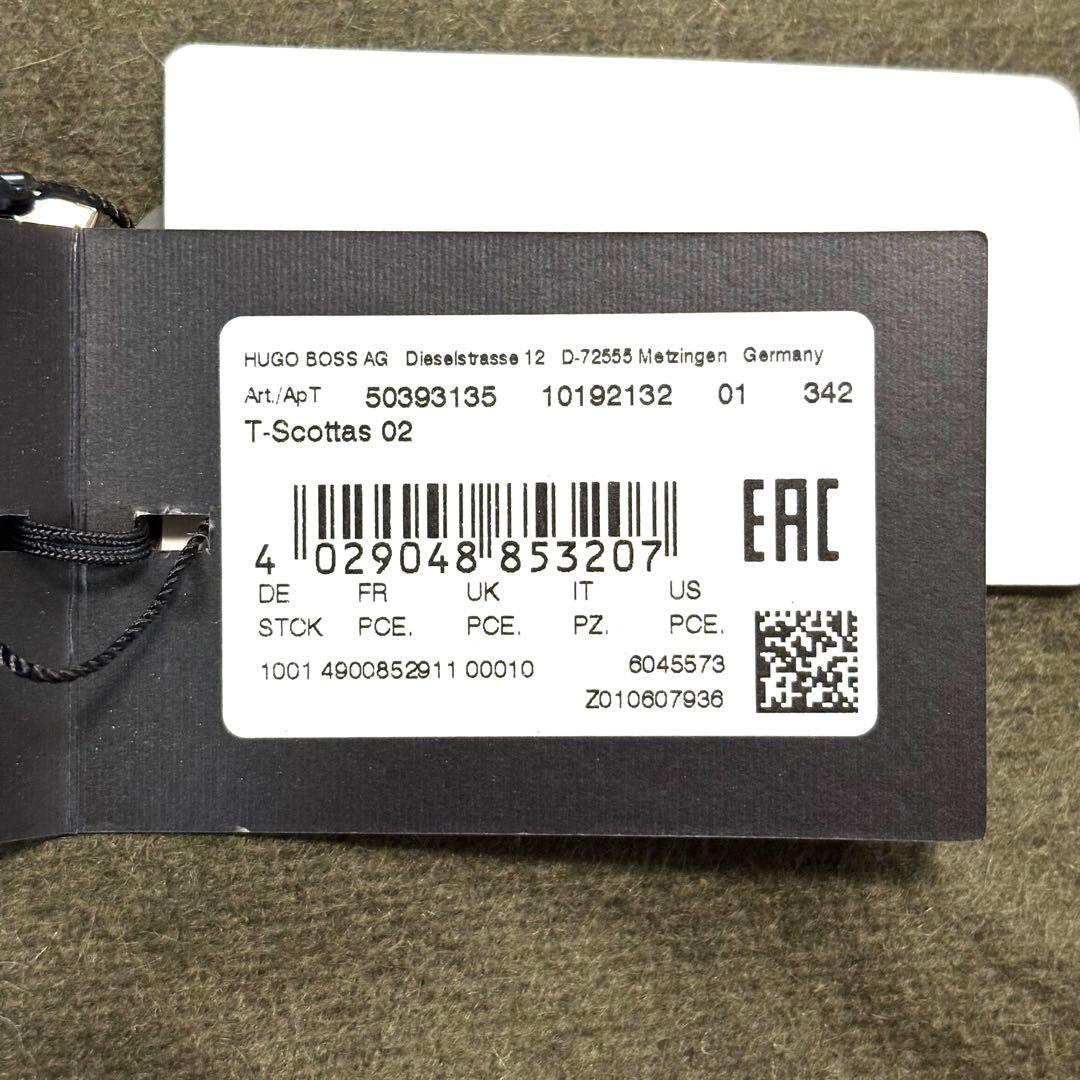 HUGO BOSS AG Dieselstrasse 12 D-72555 Metzingen Germany
Art./ApT 50393135 10192132 01 342
T-Scottas 02
EAC
4 029048 853207
DE FR UK IT US
STCK PCE. PCE. PZ. PCE.
1001 4900852911 00010 6045573
Z010607936